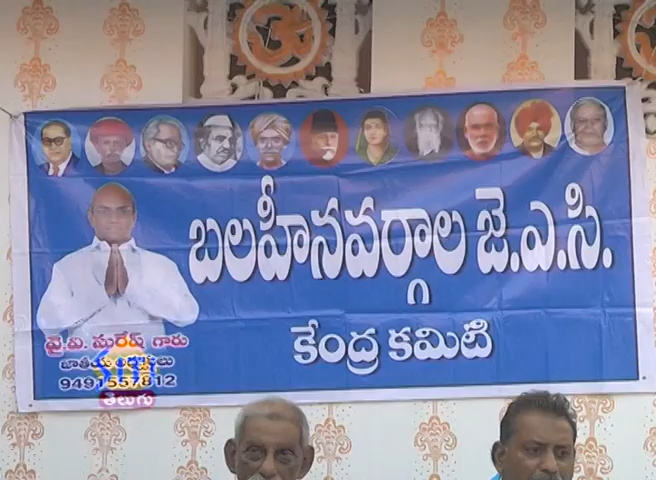 బలహీనవర్గాల జె.ఎ.సి.
కేంద్ర కమిటి
వై.వి. సురేష్ గారు
జాతీయ
9491557812
తెలుగు